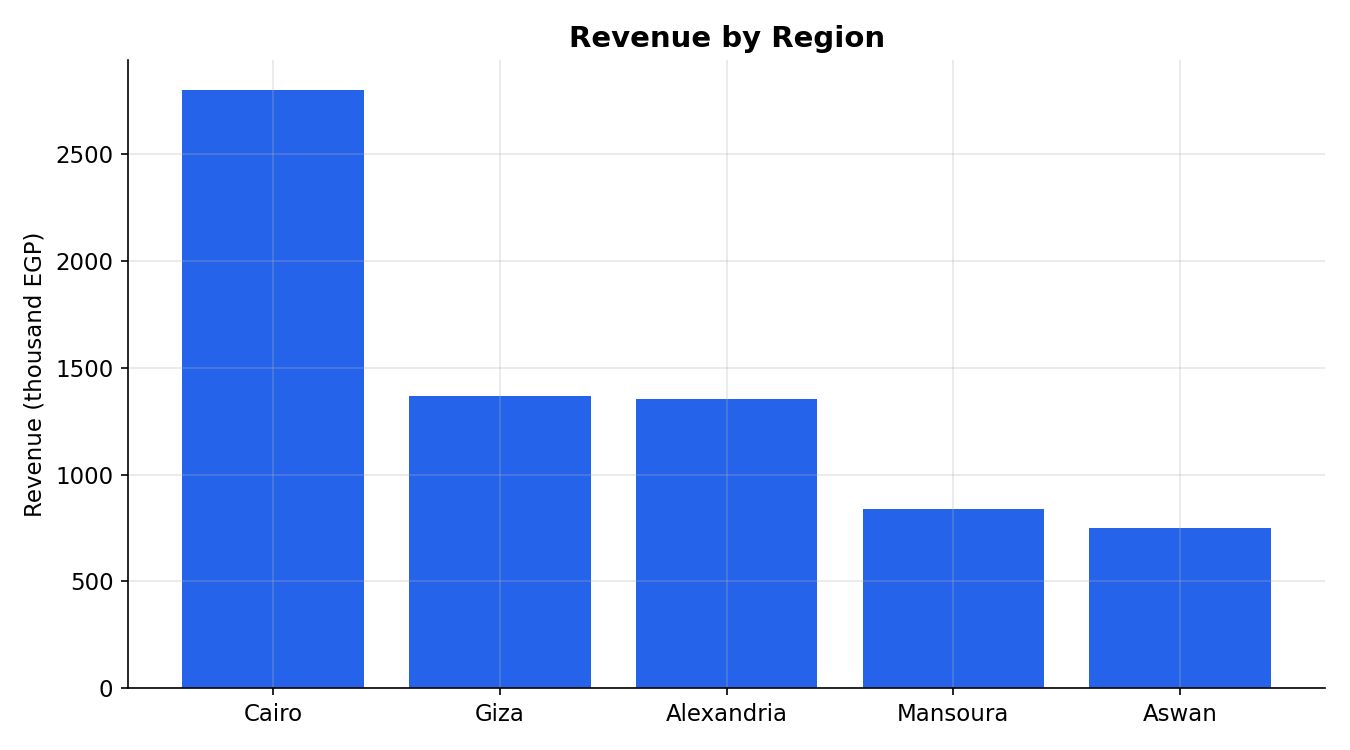 Revenue by Region
Revenue (thousand EGP)
2500
2000
1500
1000
500
0
Cairo Giza Alexandria Mansoura Aswan